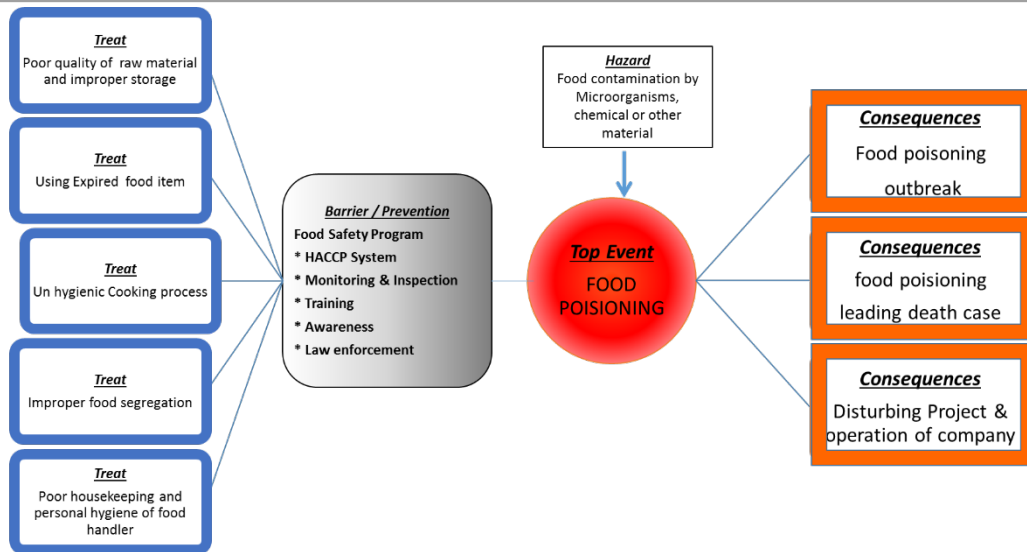 Treat
Poor quality of raw material
and improper storage
Treat
Using Expired food item
Treat
Un hygienic Cooking process
Treat
Improper food segregation
Treat
Poor housekeeping and
personal hygiene of food
handler
Barrier / Prevention
Food Safety Program
* HACCP System
* Monitoring & Inspection
* Training
* Awareness
* Law enforcement
Hazard
Food contamination by
Microorganisms,
chemical or other
material
Top Event
FOOD
POISIONING
Consequences
Food poisoning
outbreak
Consequences
food poisoning
leading death case
Consequences
Disturbing Project &
operation of company